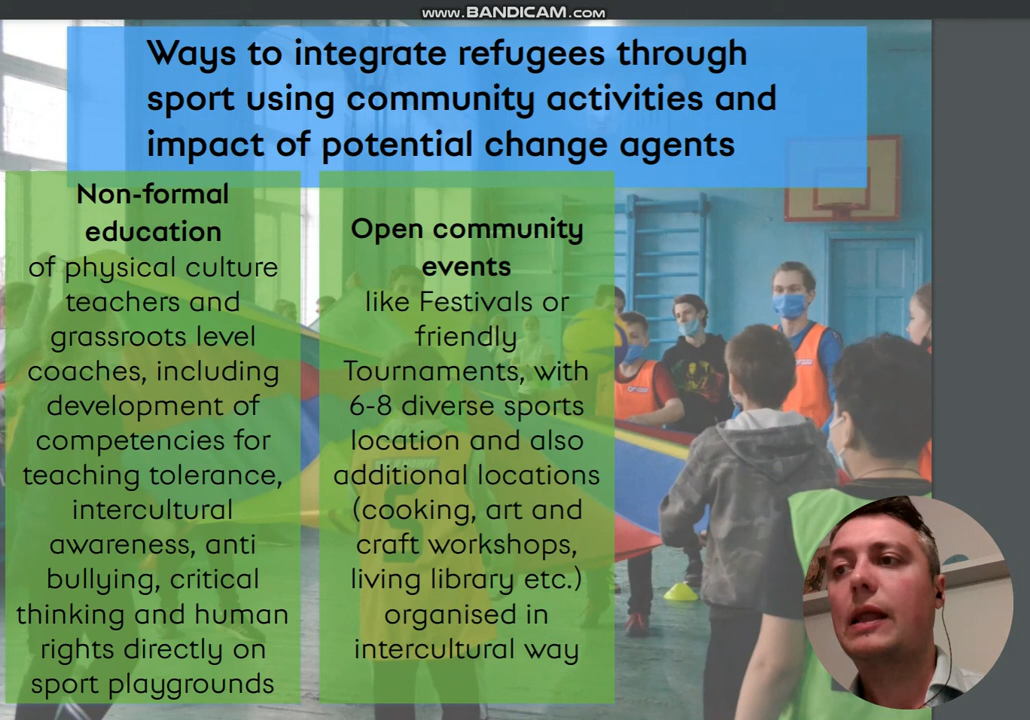 www.BANDICAM.com
Ways to integrate refugees through
sport using community activities and
impact of potential change agents
Non-formal
education
of physical culture
teachers and
grassroots level
coaches, including
development of
competencies for
teaching tolerance,
intercultural
awareness, anti
bullying, critical
thinking and human
rights directly on
sport playgrounds
Open community
events
like Festivals or
friendly
Tournaments, with
6-8 diverse sports
location and also
additional locations
(cooking, art and
craft workshops,
living library etc.)
organised in
intercultural way
5